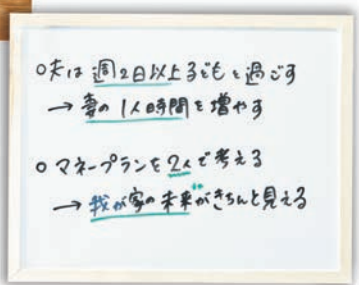 ○夫は週2日以上子どもと過ごす
→妻の1人時間を増やす
○マネープランを2人で考える
→我が家の未来がきちんと見える